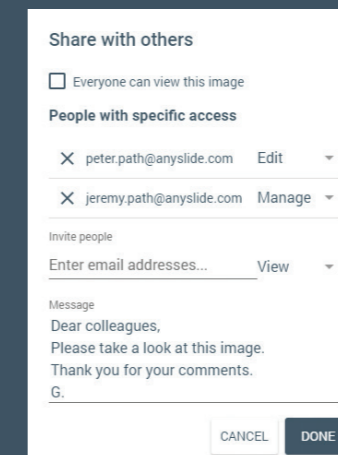 Share with others
Everyone can view this image
People with specific access
peter.path@anyslide.com Edit
jeremy.path@anyslide.com Manage
Invite people
Enter email addresses... View
Message
Dear colleagues,
Please take a look at this image.
Thank you for your comments.
G.
CANCEL DONE